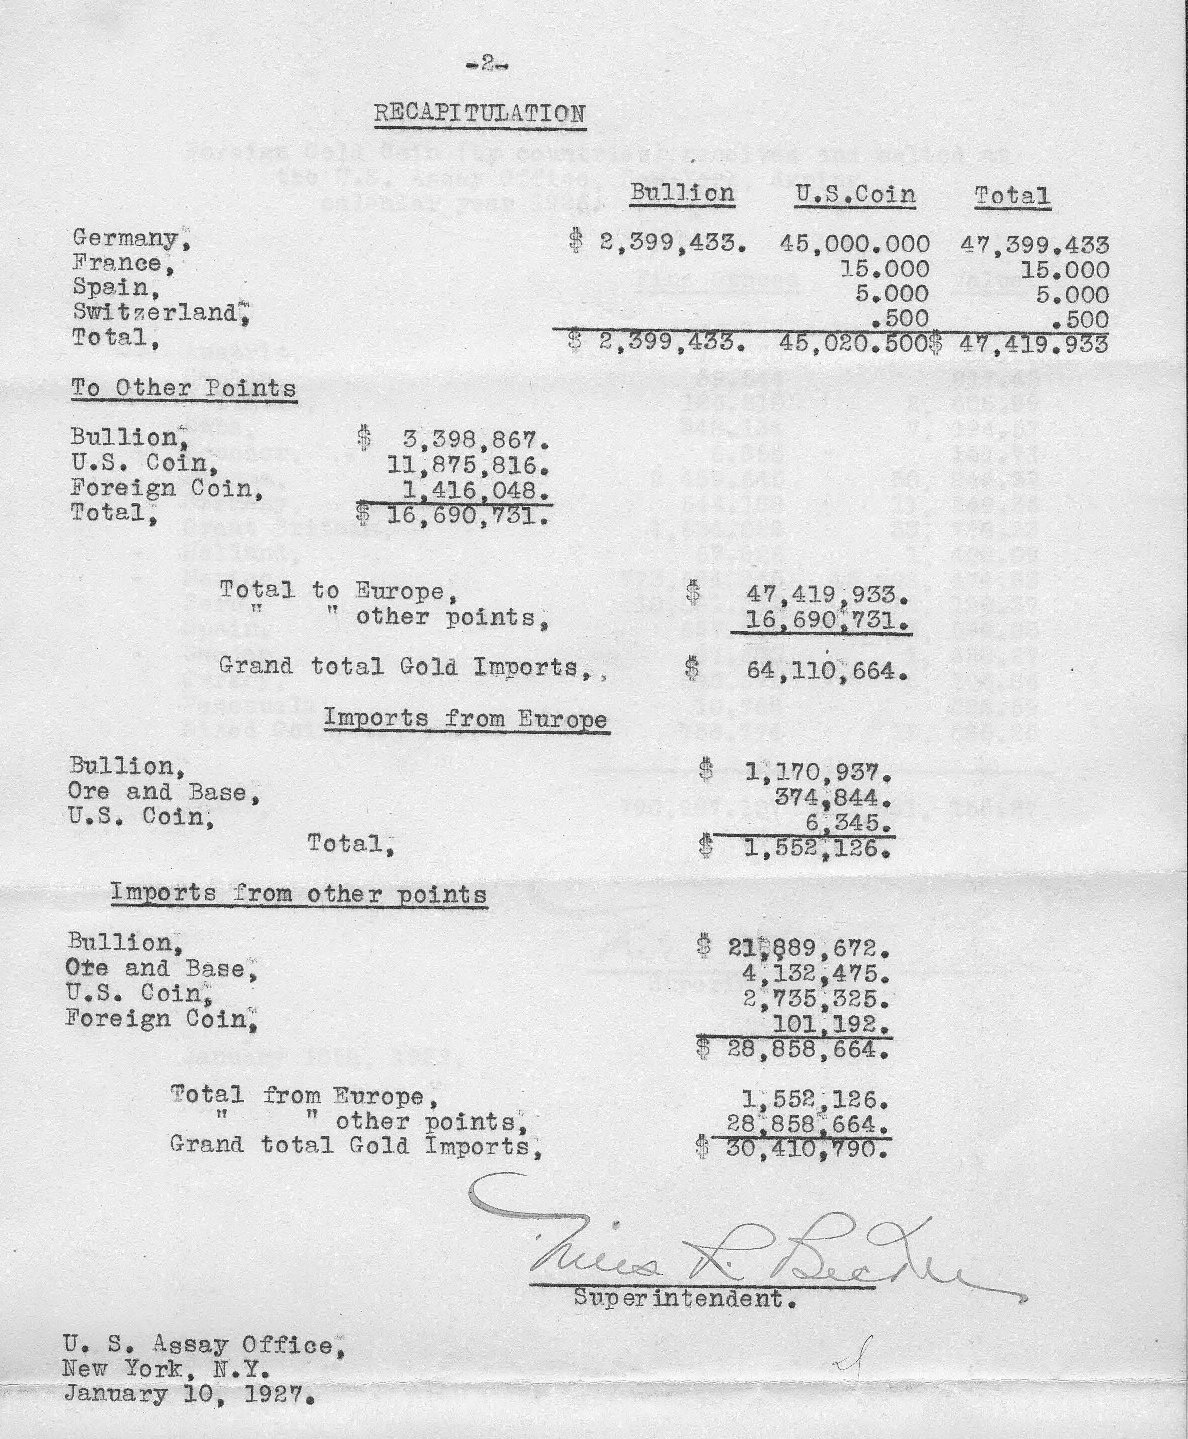 -2-
RECAPITULATION
Bullion U.S.Coin Total
Germany, $ 2,399,433. 45,000.000 47,399.433
France, 15.000 15.000
Spain, 5.000 5.000
Switzerland, .500 .500
Total, $ 2,399,433. 45,020.500$ 47,419.933
To Other Points
Bullion, $ 3,398,867.
U.S. Coin, 11,875,816.
Foreign Coin, 1,416,048.
Total, $ 16,690,731.
Total to Europe, $ 47,419,933.
" " other points, 16,690,731.
Grand total Gold Imports,, $ 64,110,664.
Imports from Europe
Bullion, $ 1,170,937.
Ore and Base, 374,844.
U.S. Coin, 6,345.
Total, $ 1,552,126.
Imports from other points
Bullion, $ 21,889,672.
Ore and Base, 4,132,475.
U.S. Coin, 2,735,325.
Foreign Coin, 101,192.
$ 28,858,664.
Total from Europe, 1,552,126.
" " other points, 28,858,664.
Grand total Gold Imports, $ 30,410,790.
Niles R. Becker
Superintendent.
U. S. Assay Office,
New York, N.Y.
January 10, 1927.